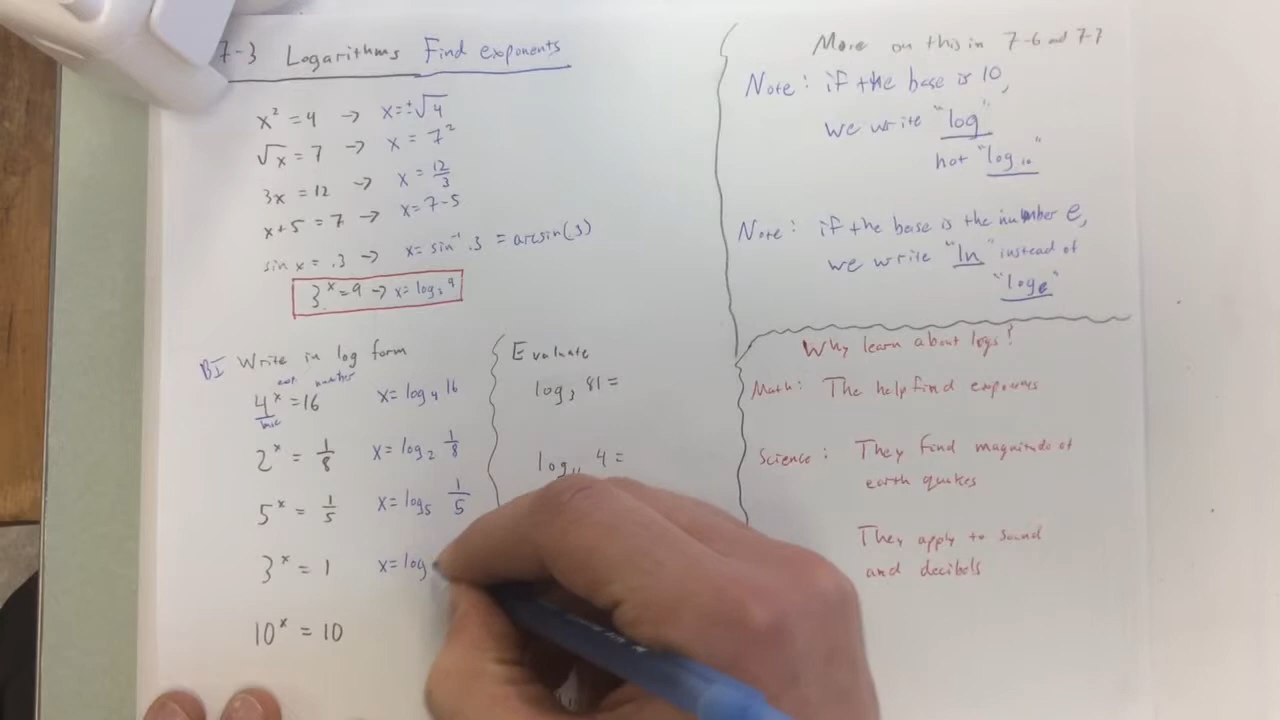 7-3 Logarithms Find exponents
x² = 4 → x = ±√4
√x = 7 → x = 7²
3x = 12 → x = 12/3
x+5 = 7 → x = 7-5
sin x = .3 → x = sin⁻¹ .3 = arcsin(.3)
3ˣ = 9 → x = log₃ 9
BI Write in log form
number
4ˣ = 16 x = log₄ 16
base
2ˣ = 1/8 x = log₂ 1/8
5ˣ = 1/5 x = log₅ 1/5
3ˣ = 1 x = log
10ˣ = 10
Evaluate
log₃ 81 =
log₁₆ 4 =
More on this in 7-6 and 7-7
Note: if the base is 10,
we write "log"
not "log₁₀"
Note: if the base is the number e,
we write "ln" instead of
"logₑ"
Why learn about logs?
Math: The help find exponents
Science: They find magnitude of
earth quakes
They apply to sound
and decibels